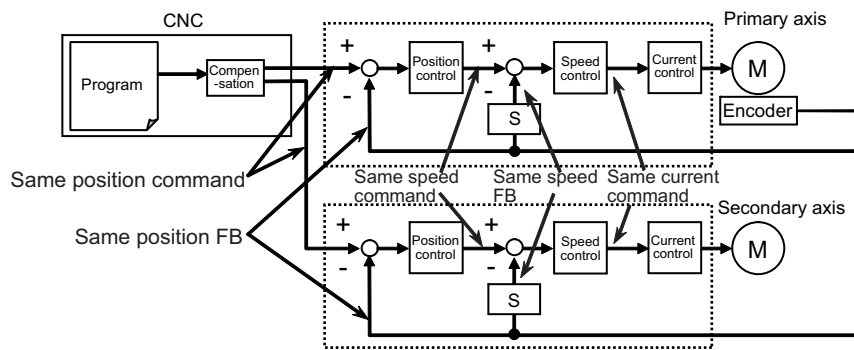 CNC
Program
Compen
-sation
+
-
Position
control
+
-
S
Speed
control
Current
control
Primary axis
M
Encoder
Same position command
Same position FB
Same speed
command
Same speed
FB
Same current
command
+
-
Position
control
+
-
S
Speed
control
Current
control
Secondary axis
M